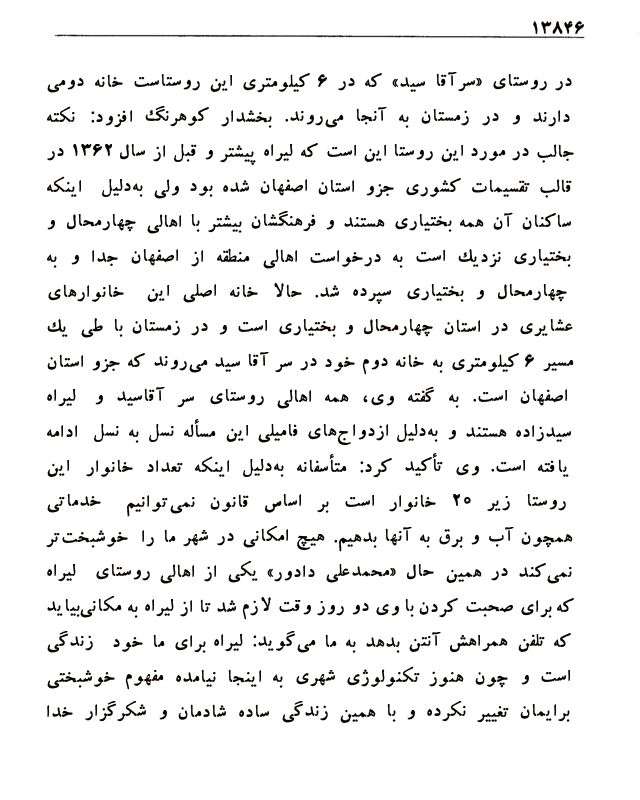 ۱۳۸۴۶
در روستای «سرآقا سید» که در ۶ کیلومتری این روستاست خانه دومی
دارند و در زمستان به آنجا می‌روند. بخشدار کوهرنگ افزود: نکته
جالب در مورد این روستا این است که لیراه پیشتر و قبل از سال ۱۳۶۲ در
قالب تقسیمات کشوری جزو استان اصفهان شده بود ولی به‌دلیل اینکه
ساکنان آن همه بختیاری هستند و فرهنگشان بیشتر با اهالی چهارمحال و
بختیاری نزدیك است به درخواست اهالی منطقه از اصفهان جدا و به
چهارمحال و بختیاری سپرده شد. حالا خانه اصلی این خانوارهای
عشایری در استان چهارمحال و بختیاری است و در زمستان با طی یك
مسیر ۶ کیلومتری به خانه دوم خود در سر آقا سید می‌روند که جزو استان
اصفهان است. به گفته وی، همه اهالی روستای سر آقاسید و لیراه
سیدزاده هستند و به‌دلیل ازدواج‌های فامیلی این مسأله نسل به نسل ادامه
یافته است. وی تأکید کرد: متأسفانه به‌دلیل اینکه تعداد خانوار این
روستا زیر ۲۰ خانوار است بر اساس قانون نمی‌توانیم خدماتی
همچون آب و برق به آنها بدهیم. هیچ امکانی در شهر ما را خوشبخت‌تر
نمی‌کند در همین حال «محمدعلی دادور» یکی از اهالی روستای لیراه
که برای صحبت کردن با وی دو روز وقت لازم شد تا از لیراه به مکانی‌بیاید
که تلفن همراهش آنتن بدهد به ما می‌گوید: لیراه برای ما خود زندگی
است و چون هنوز تکنولوژی شهری به اینجا نیامده مفهوم خوشبختی
برایمان تغییر نکرده و با همین زندگی ساده شادمان و شکرگزار خدا